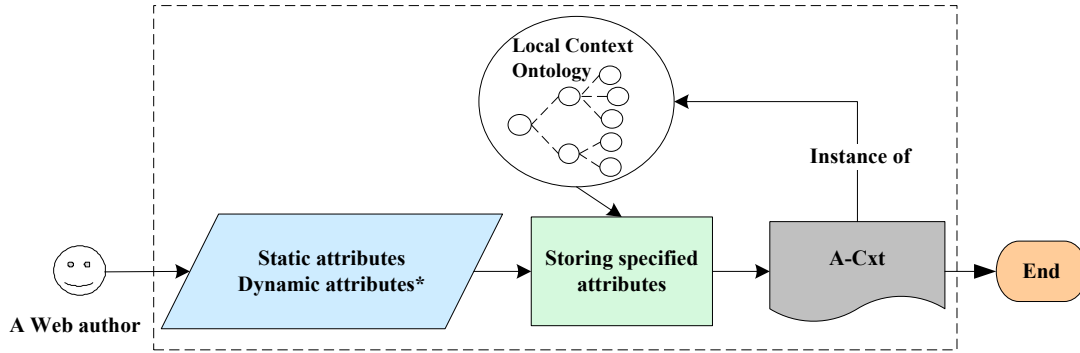 Local Context
Ontology
Instance of
Static attributes
Dynamic attributes*
Storing specified
attributes
A-Cxt
End
A Web author